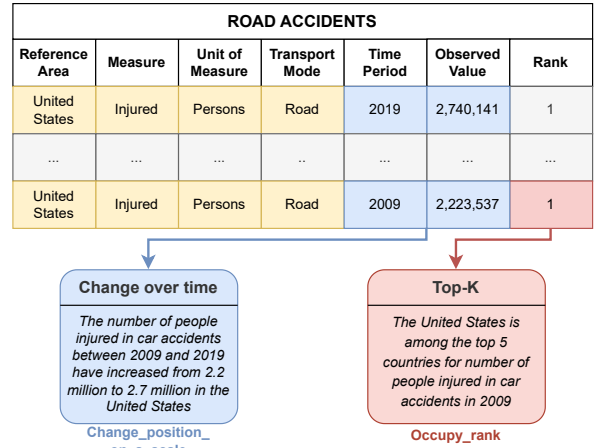 ROAD ACCIDENTS
Reference Area Measure Unit of Measure Transport Mode Time Period Observed Value Rank
United States Injured Persons Road 2019 2,740,141 1
... ... ... .. ... ... ...
United States Injured Persons Road 2009 2,223,537 1
Change over time
The number of people
injured in car accidents
between 2009 and 2019
have increased from 2.2
million to 2.7 million in the
United States
Change_position_
Top-K
The United States is
among the top 5
countries for number of
people injured in car
accidents in 2009
Occupy_rank